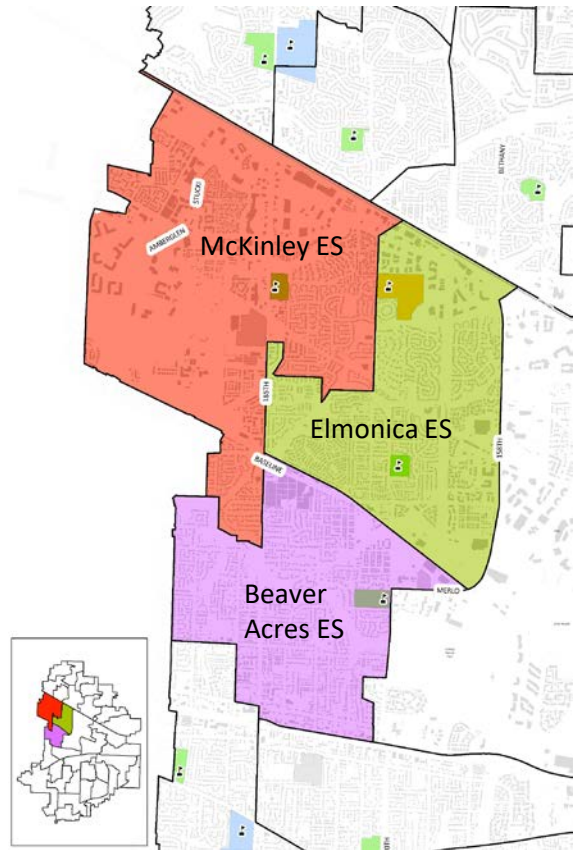 BETHANY
STUCKI
AMBERGLEN
McKinley ES
185TH
Elmonica ES
158TH
BASELINE
MERLO
Beaver
Acres ES